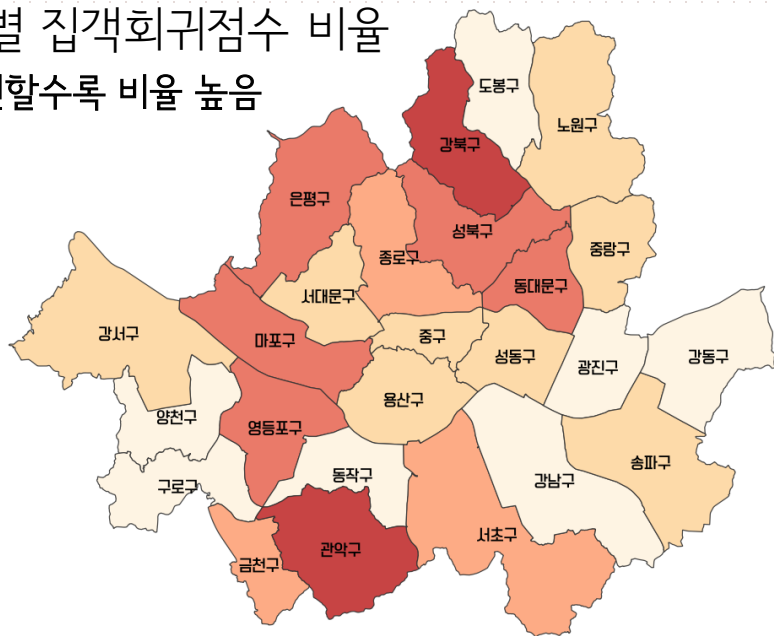 별 집객회귀점수 비율
할수록 비율 높음
도봉구
노원구
강북구
은평구
성북구
중랑구
종로구
동대문구
서대문구
강서구
마포구
중구
성동구
광진구
강동구
용산구
양천구
영등포구
송파구
동작구
강남구
구로구
서초구
관악구
금천구